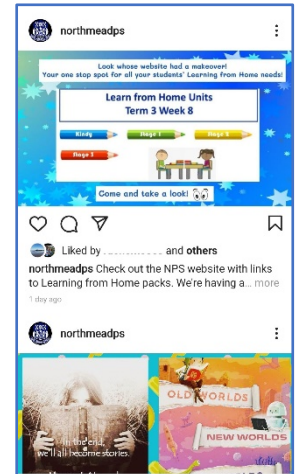 northmeadps
Look whose website had a makeover!
Your one stop spot for all your students' Learning from Home needs!
Learn from Home Units
Term 3 Week 8
Kindy
Stage 1
Stage 2
Stage 3
Come and take a look!
Liked by
and others
northmeadps Check out the NPS website with links
to Learning from Home packs. We're having a... more
1 day ago
northmeadps
In the end,
we'll all become stories.
OLD WORLDS
NEW WORLDS